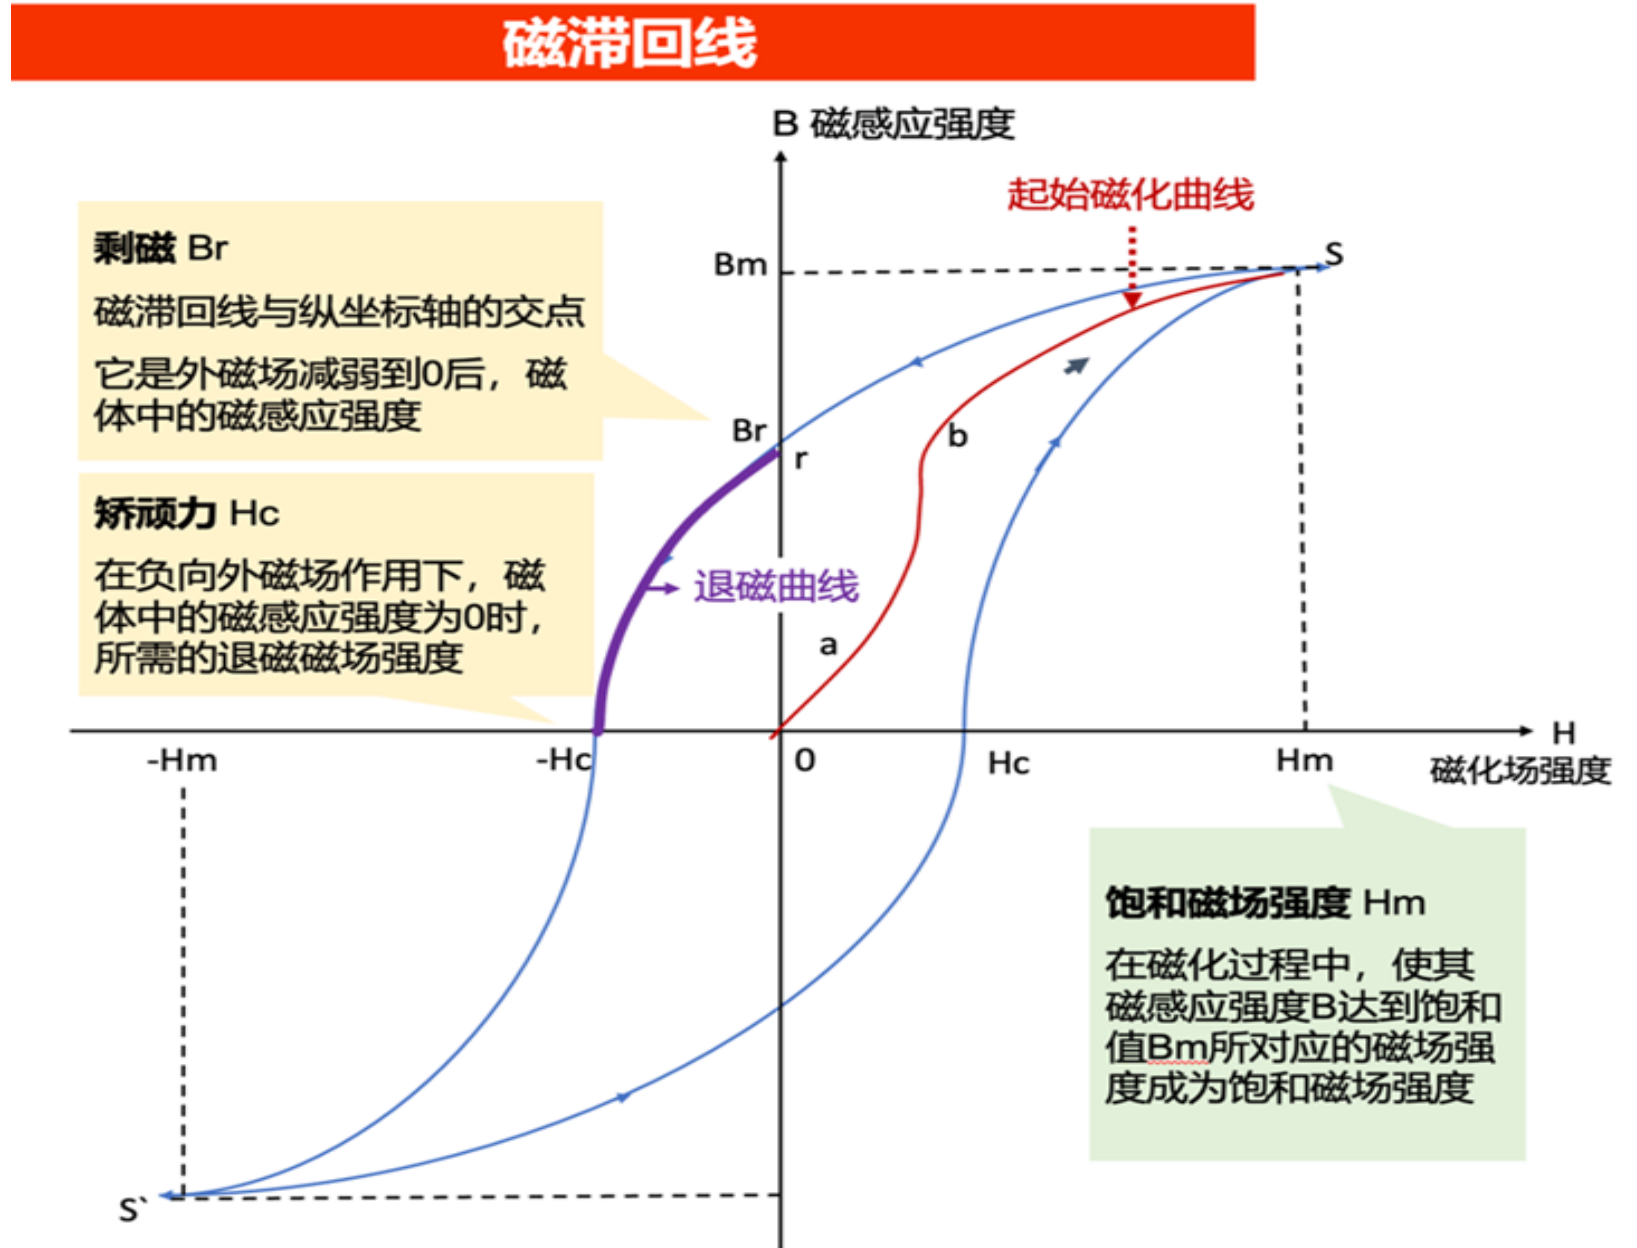 磁滞回线
B 磁感应强度
起始磁化曲线
剩磁 Br
磁滞回线与纵坐标轴的交点
它是外磁场减弱到0后，磁
体中的磁感应强度
Bm
S
Br
r
b
矫顽力 Hc
在负向外磁场作用下，磁
体中的磁感应强度为0时，
所需的退磁磁场强度
退磁曲线
a
-Hm
-Hc
0
Hc
Hm
H
磁化场强度
饱和磁场强度 Hm
在磁化过程中，使其
磁感应强度B达到饱和
值Bm所对应的磁场强
度成为饱和磁场强度
S`